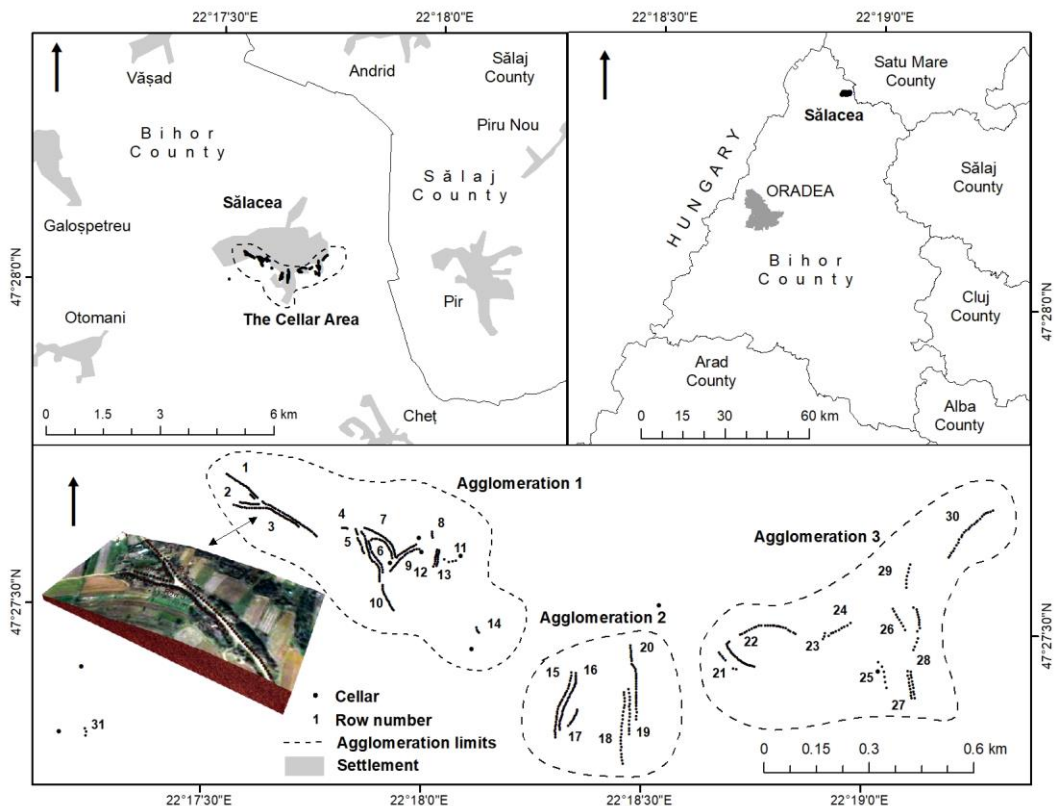 22°17'30"E
22°18'0"E
22°18'30"E
22°19'0"E
Vășad
Andrid
Sălaj
County
Bihor
County
Piru Nou
Sălaj
County
Sălacea
Galoșpetreu
47°28'0"N
The Cellar Area
Pir
Otomani
0 1.5 3 6 km
Cheț
Satu Mare
County
Sălacea
HUNGARY
ORADEA
Sălaj
County
Bihor
County
47°28'0"N
Cluj
County
Arad
County
Alba
County
0 15 30 60 km
1
Agglomeration 1
2
3
4
5
6
7
8
9
10
11
12
13
14
47°27'30"N
Agglomeration 2
15
16
17
18
19
20
Agglomeration 3
21
22
23
24
25
26
27
28
29
30
47°27'30"N
31
Cellar
1 Row number
Agglomeration limits
Settlement
0 0.15 0.3 0.6 km
22°17'30"E
22°18'0"E
22°18'30"E
22°19'0"E